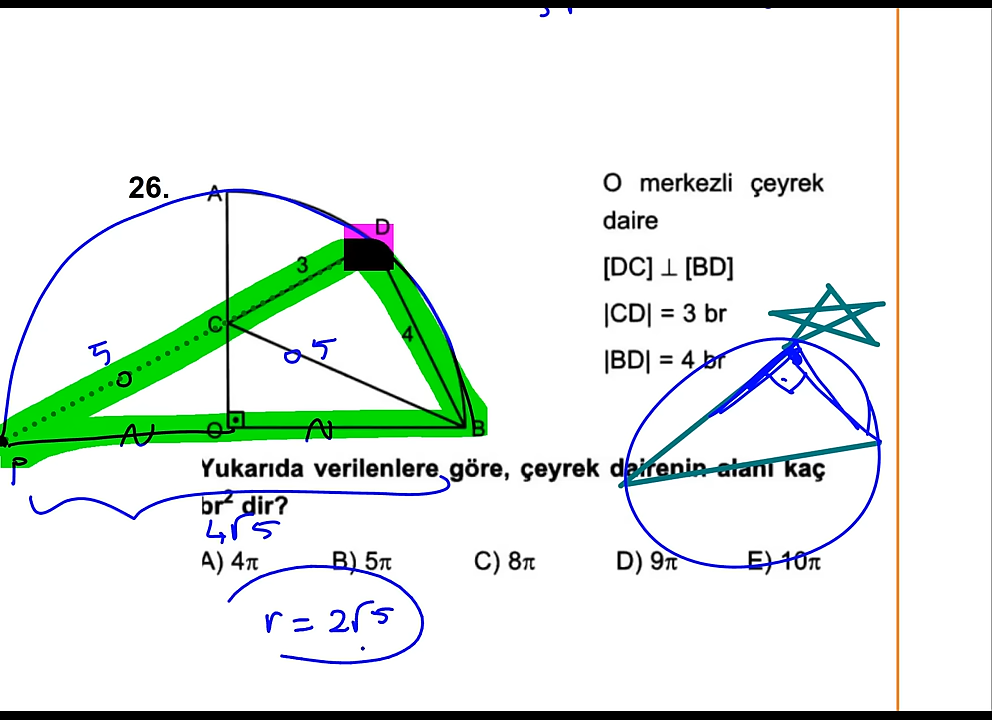 26.
A
D
3
C
4
5
5
O
B
P
O merkezli çeyrek
daire
[DC] ⊥ [BD]
|CD| = 3 br
|BD| = 4 br
Yukarıda verilenlere göre, çeyrek dairenin alanı kaç
br² dir?
4√5
A) 4π B) 5π C) 8π D) 9π E) 10π
r = 2√5